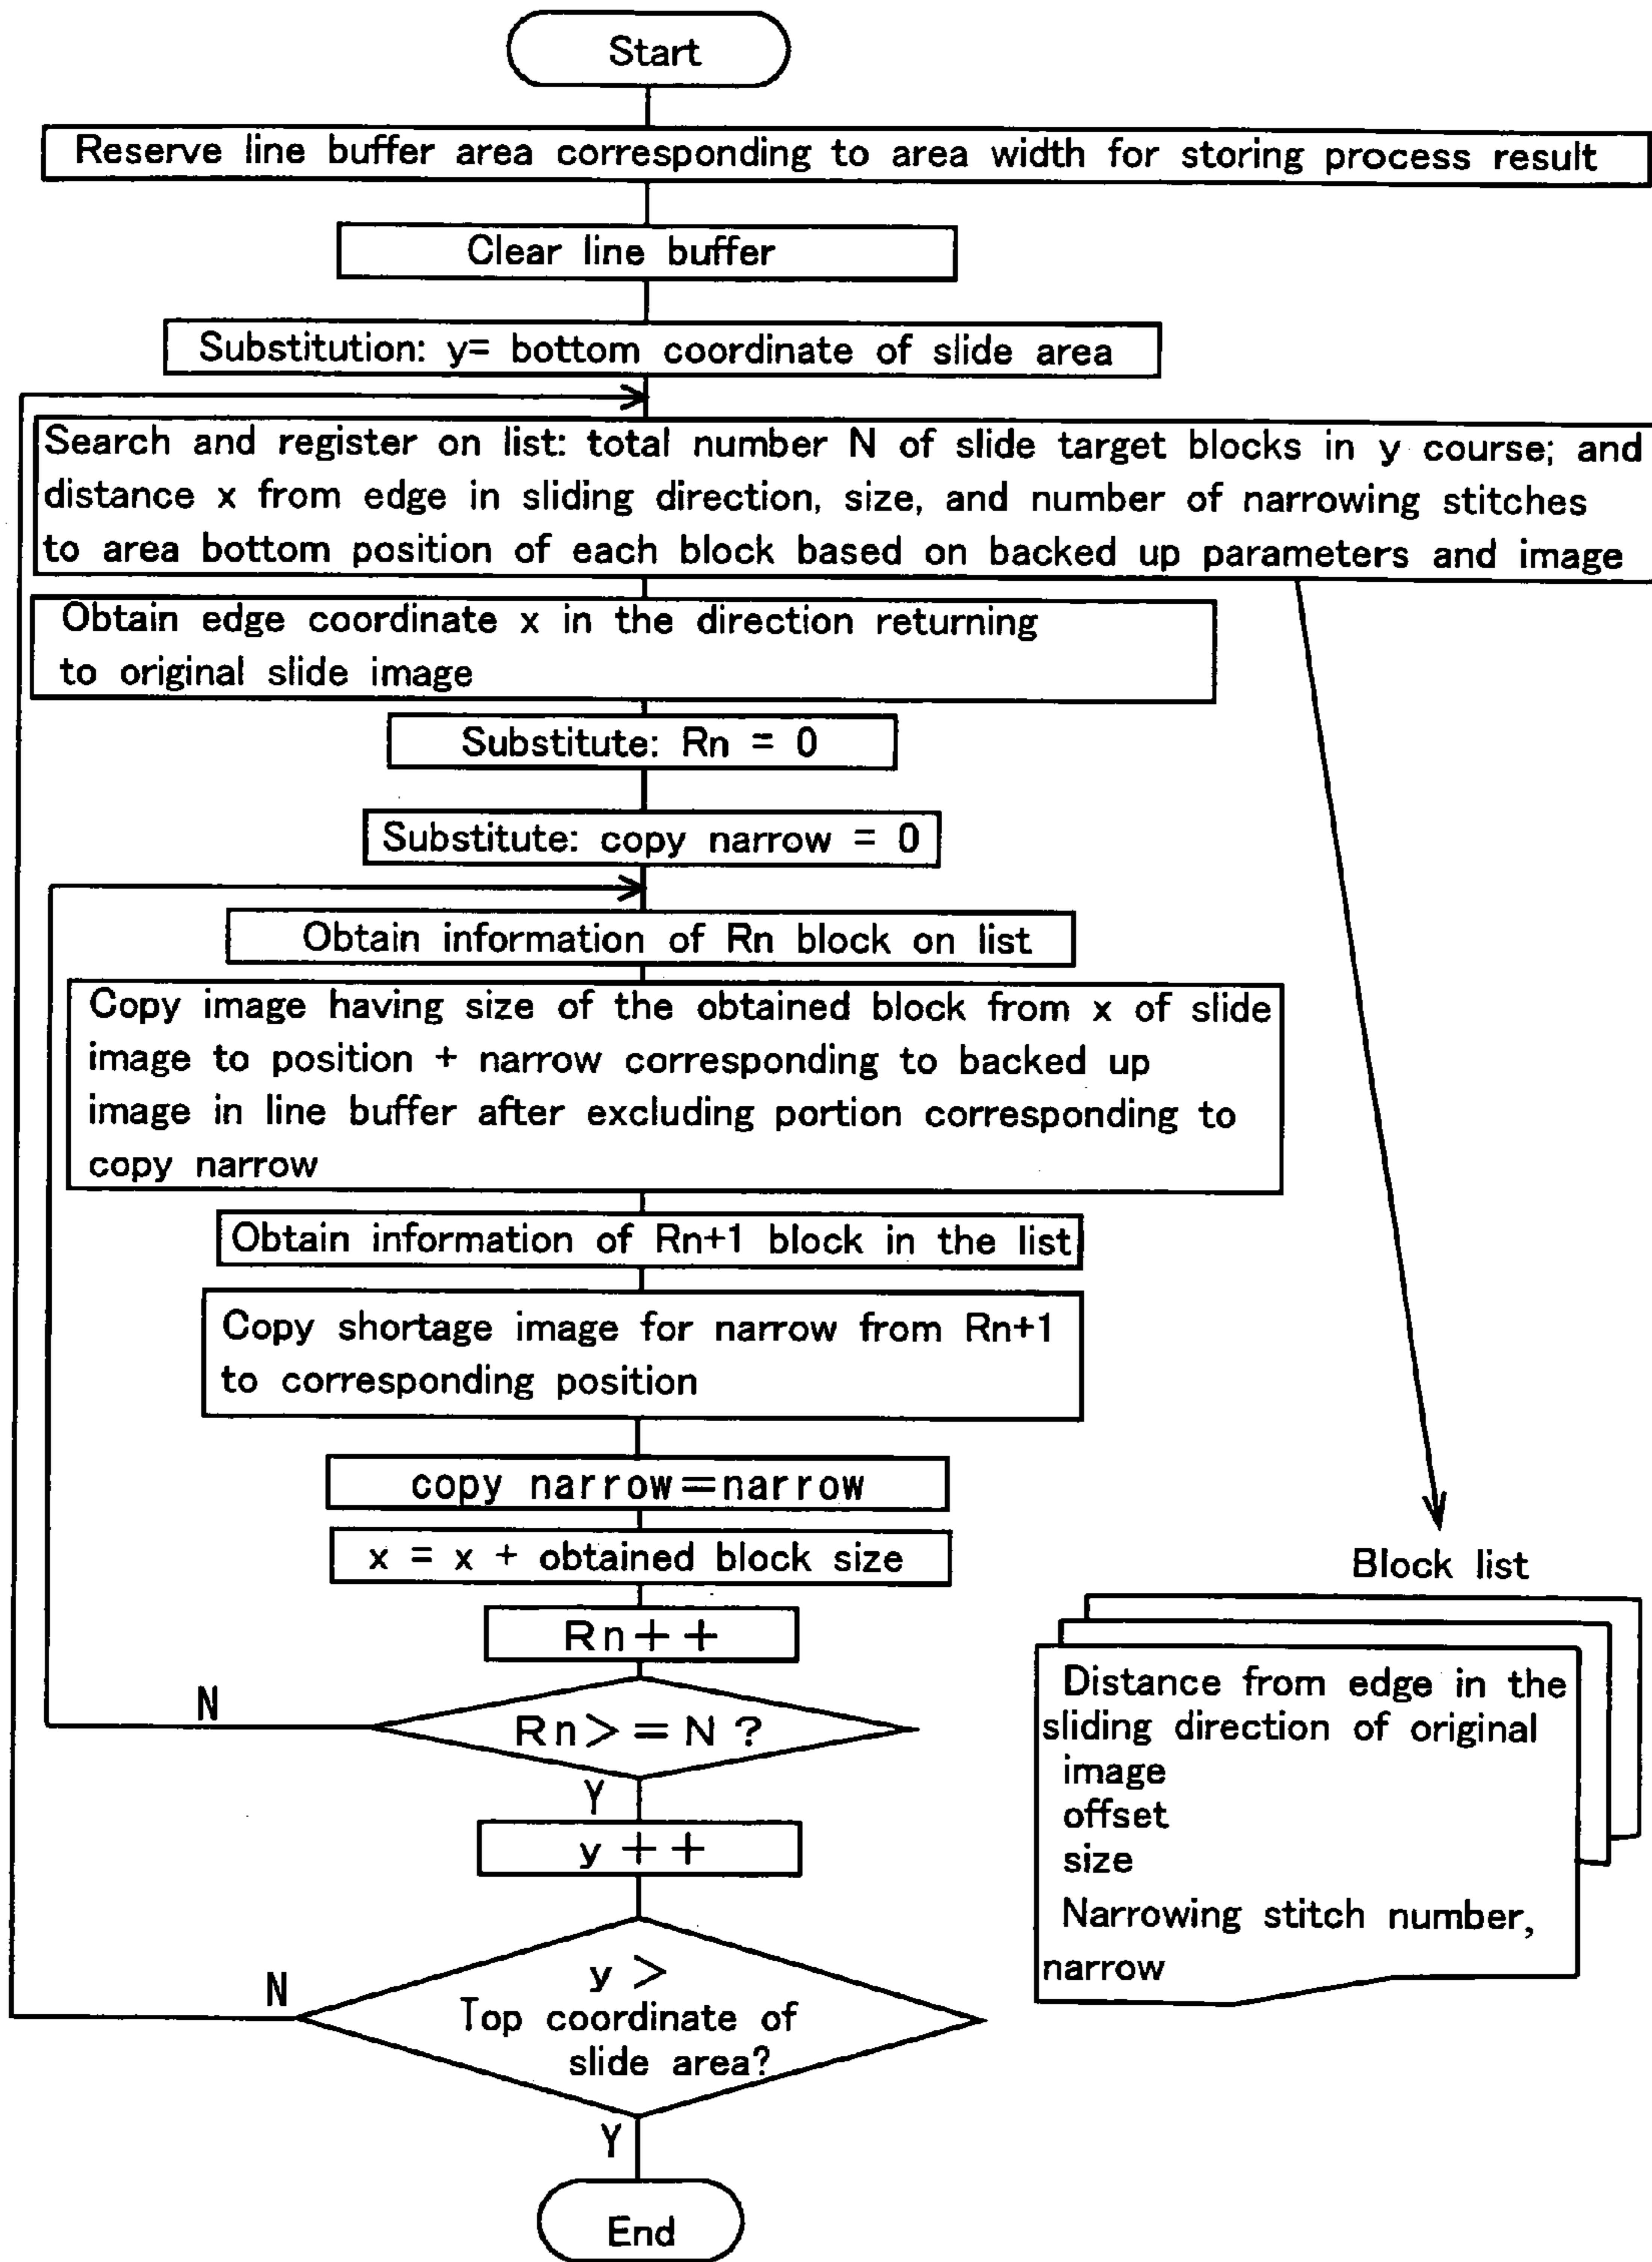 Start
Reserve line buffer area corresponding to area width for storing process result
Clear line buffer
Substitution: y= bottom coordinate of slide area
Search and register on list: total number N of slide target blocks in y course; and
distance x from edge in sliding direction, size, and number of narrowing stitches
to area bottom position of each block based on backed up parameters and image
Obtain edge coordinate x in the direction returning
to original slide image
Substitute: Rn = 0
Substitute: copy narrow = 0
Obtain information of Rn block on list
Copy image having size of the obtained block from x of slide
image to position + narrow corresponding to backed up
image in line buffer after excluding portion corresponding to
copy narrow
Obtain information of Rn+1 block in the list
Copy shortage image for narrow from Rn+1
to corresponding position
copy narrow=narrow
x = x + obtained block size
Rn++
Rn>=N?
N
Y
y++
y >
Top coordinate of
slide area?
N
Y
End
Block list
Distance from edge in the
sliding direction of original
image
offset
size
Narrowing stitch number,
narrow